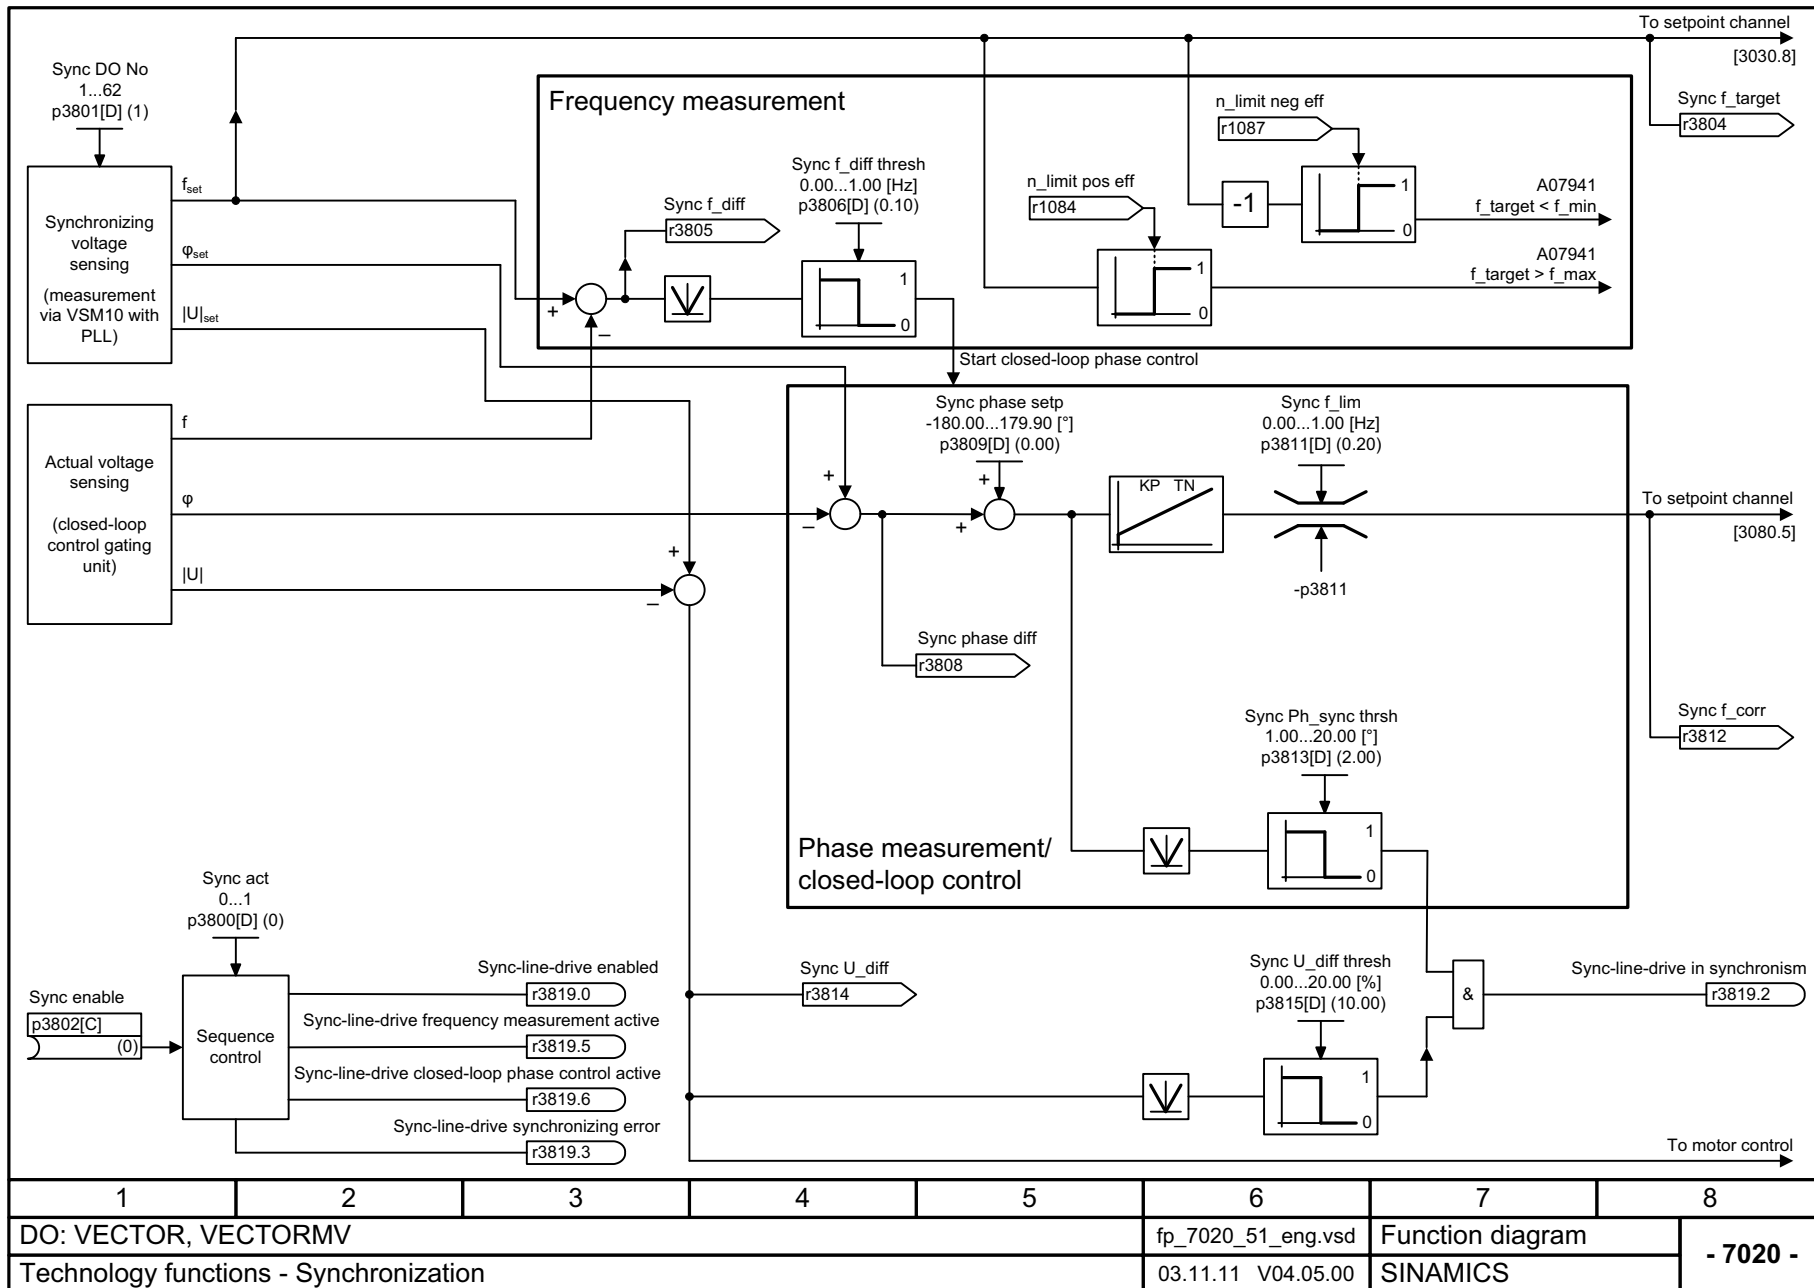 To setpoint channel
[3030.8]
Sync DO No
1...62
p3801[D] (1)
Frequency measurement
n_limit neg eff
r1087
Sync f_target
r3804
Synchronizing
voltage
sensing
(measurement
via VSM10 with
PLL)
fset
φset
|U|set
Sync f_diff
r3805
Sync f_diff thresh
0.00...1.00 [Hz]
p3806[D] (0.10)
1
0
+
–
n_limit pos eff
r1084
-1
1
0
A07941
f_target < f_min
1
0
A07941
f_target > f_max
Start closed-loop phase control
Actual voltage
sensing
(closed-loop
control gating
unit)
f
φ
|U|
Sync phase setp
-180.00...179.90 [°]
p3809[D] (0.00)
Sync f_lim
0.00...1.00 [Hz]
p3811[D] (0.20)
+
–
+
+
KP TN
-p3811
To setpoint channel
[3080.5]
+
–
Sync phase diff
r3808
Sync Ph_sync thrsh
1.00...20.00 [°]
p3813[D] (2.00)
Sync f_corr
r3812
1
0
Phase measurement/
closed-loop control
Sync act
0...1
p3800[D] (0)
Sync enable
p3802[C]
(0)
Sequence
control
Sync-line-drive enabled
r3819.0
Sync-line-drive frequency measurement active
r3819.5
Sync-line-drive closed-loop phase control active
r3819.6
Sync-line-drive synchronizing error
r3819.3
Sync U_diff
r3814
Sync U_diff thresh
0.00...20.00 [%]
p3815[D] (10.00)
1
0
&
Sync-line-drive in synchronism
r3819.2
To motor control
1 2 3 4 5 6 7 8
DO: VECTOR, VECTORMV
fp_7020_51_eng.vsd
Function diagram
- 7020 -
Technology functions - Synchronization
03.11.11 V04.05.00
SINAMICS